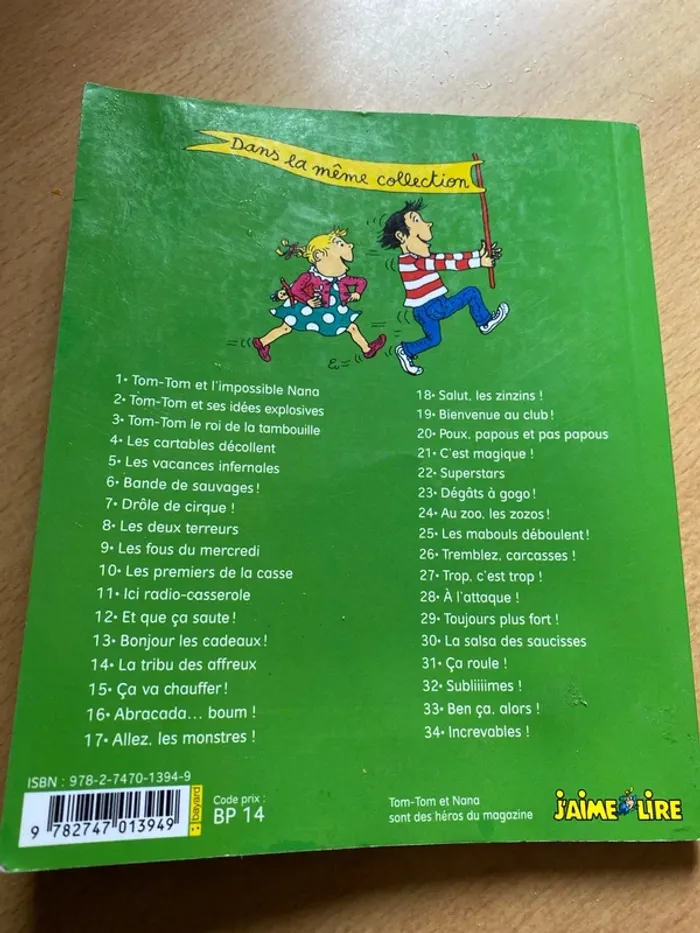 Dans la même collection
1• Tom-Tom et l'impossible Nana
2• Tom-Tom et ses idées explosives
3• Tom-Tom le roi de la tambouille
4• Les cartables décollent
5• Les vacances infernales
6• Bande de sauvages !
7• Drôle de cirque !
8• Les deux terreurs
9• Les fous du mercredi
10• Les premiers de la casse
11• Ici radio-casserole
12• Et que ça saute !
13• Bonjour les cadeaux !
14• La tribu des affreux
15• Ça va chauffer !
16• Abracada... boum !
17• Allez, les monstres !
18• Salut, les zinzins !
19• Bienvenue au club !
20• Poux, papous et pas papous
21• C'est magique !
22• Superstars
23• Dégâts à gogo !
24• Au zoo, les zozos !
25• Les mabouls déboulent !
26• Tremblez, carcasses !
27• Trop, c'est trop !
28• À l'attaque !
29• Toujours plus fort !
30• La salsa des saucisses
31• Ça roule !
32• Subliiiimes !
33• Ben ça, alors !
34• Increvables !
ISBN : 978-2-7470-1394-9
9 782747 013949
bayard
Code prix :
BP 14
Tom-Tom et Nana
sont des héros du magazine
J'AIME LIRE